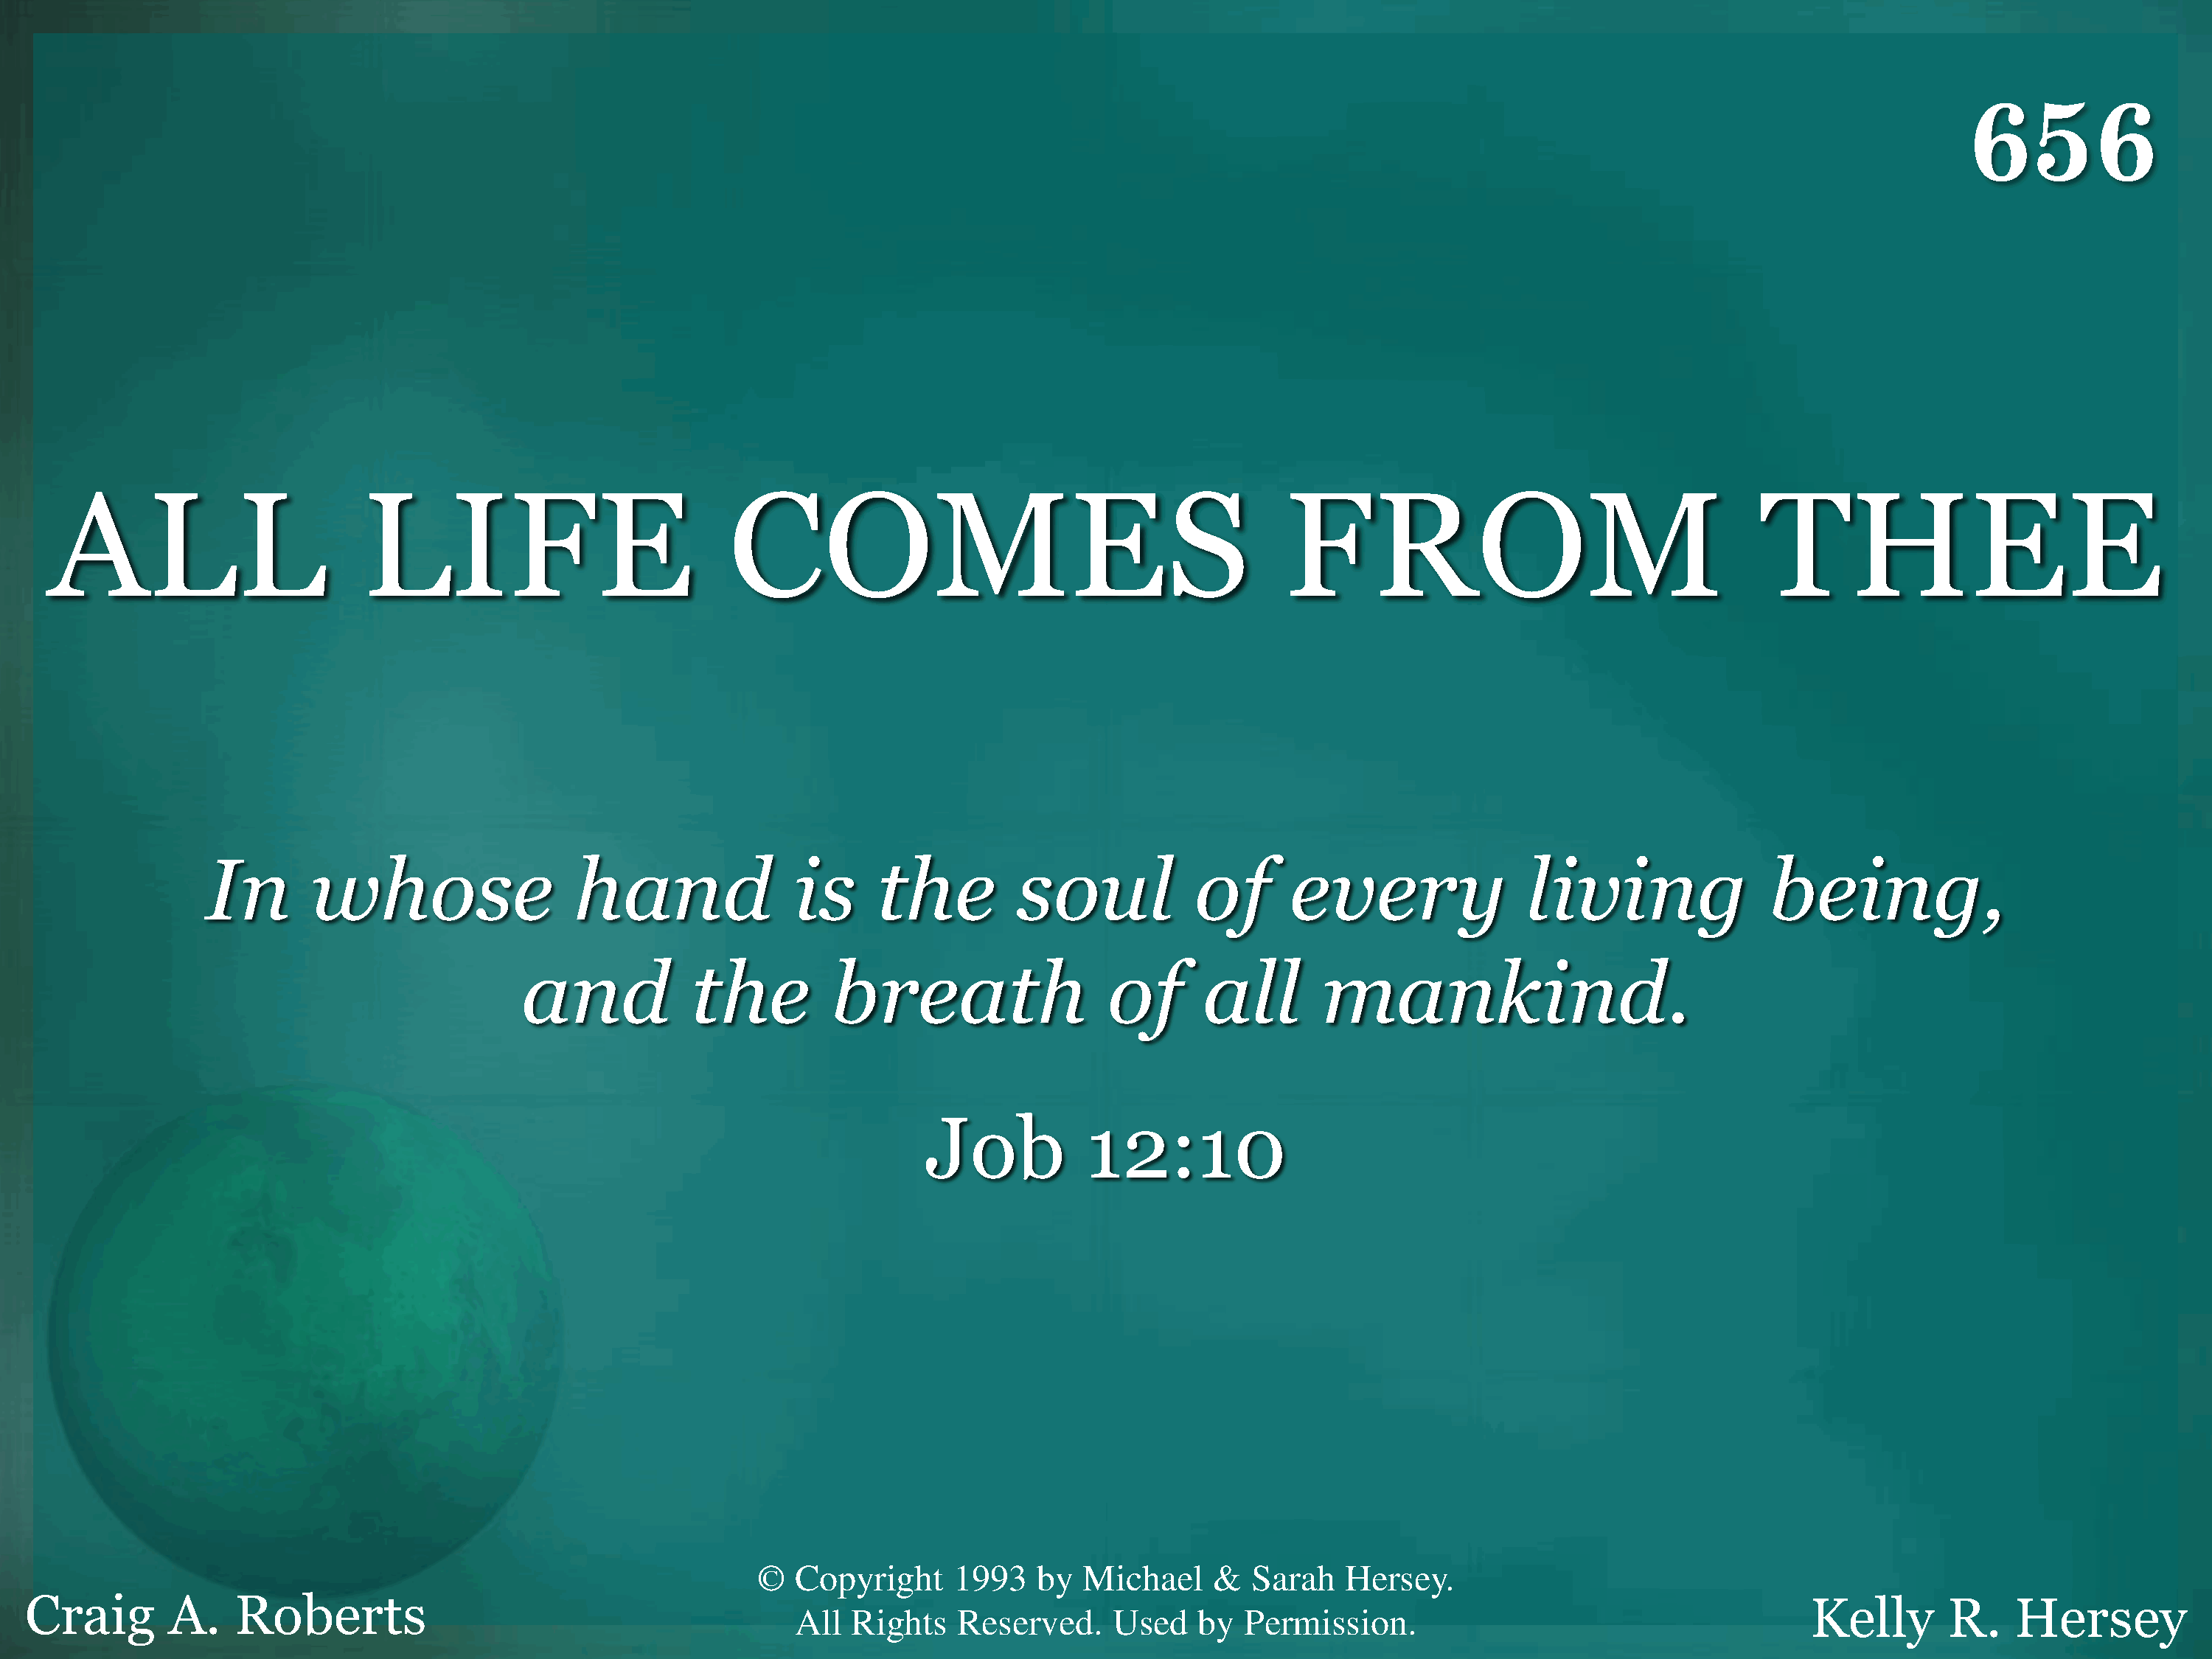 656
ALL LIFE COMES FROM THEE
In whose hand is the soul of every living being,
and the breath of all mankind.
Job 12:10
© Copyright 1993 by Michael & Sarah Hersey.
All Rights Reserved. Used by Permission.
Craig A. Roberts
Kelly R. Hersey